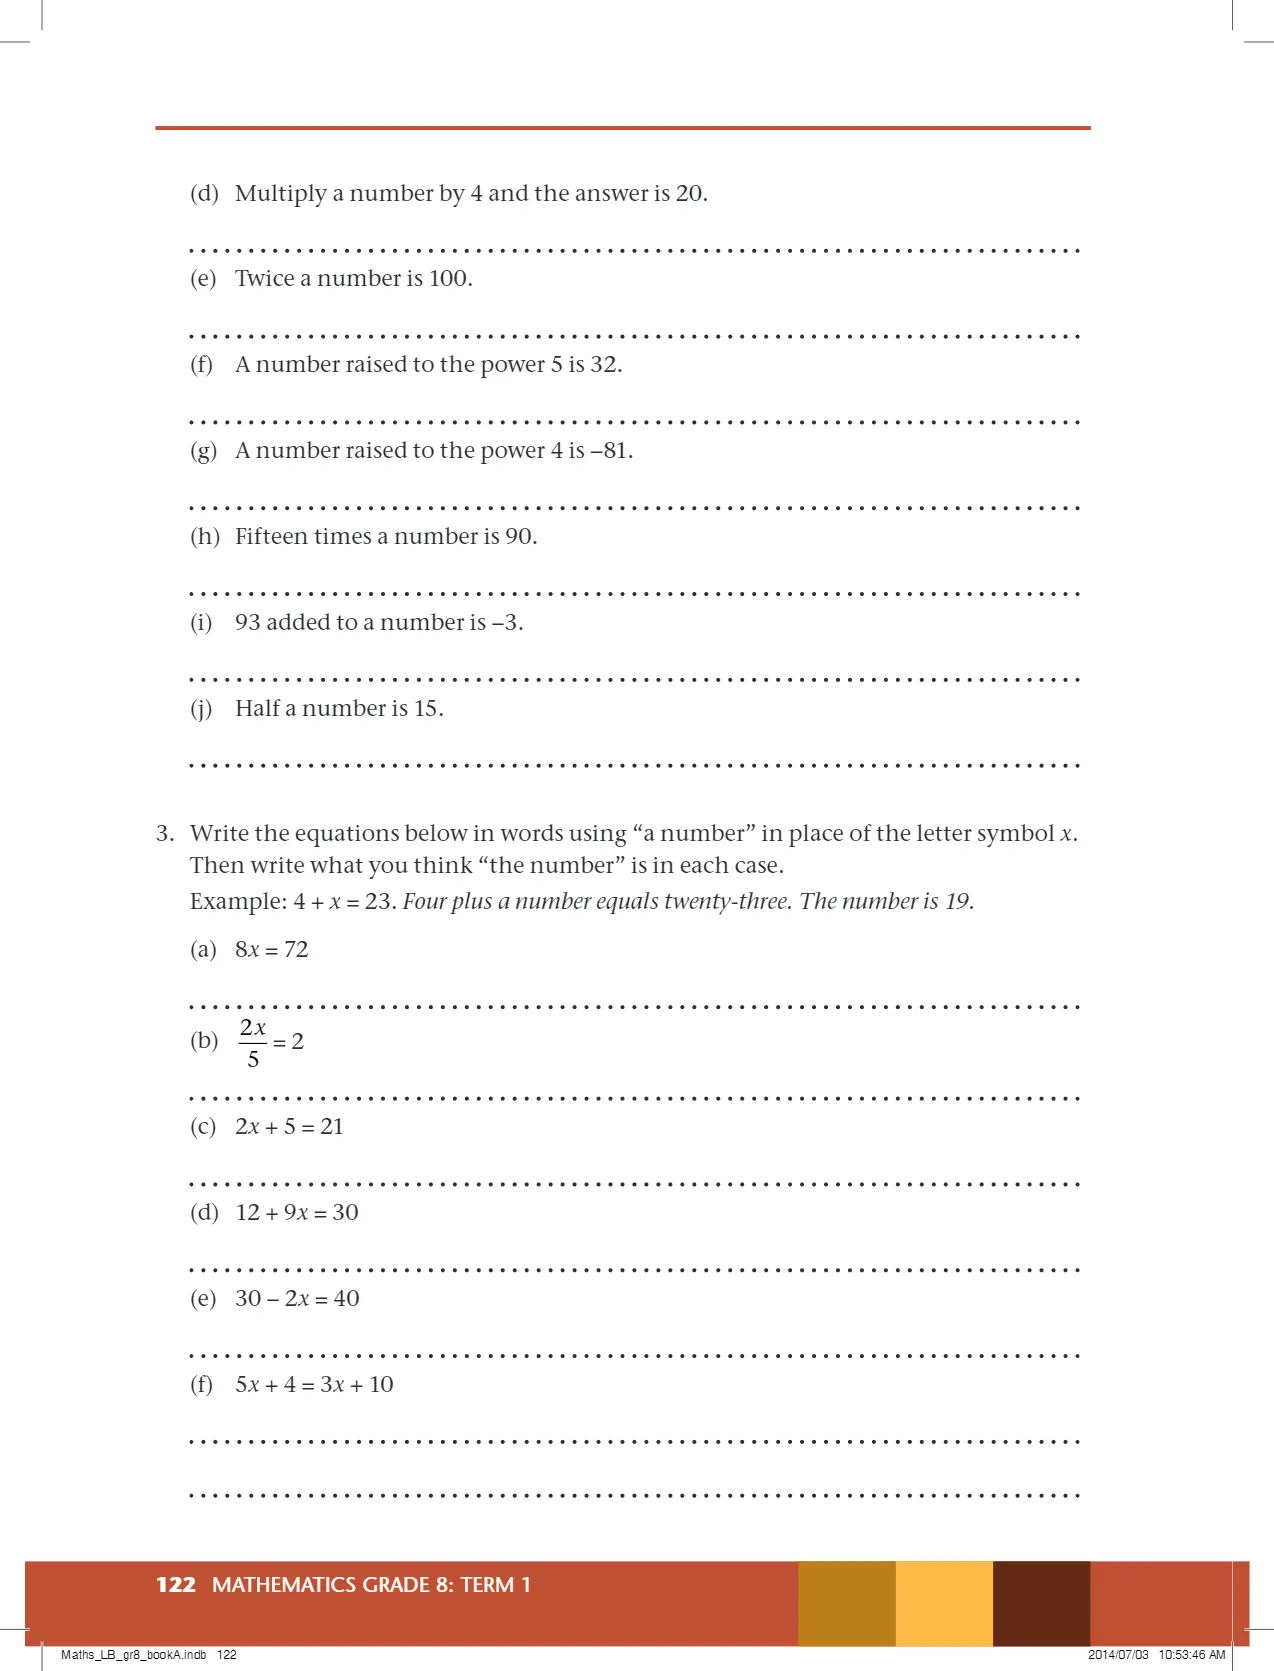 (d) Multiply a number by 4 and the answer is 20.
(e) Twice a number is 100.
(f) A number raised to the power 5 is 32.
(g) A number raised to the power 4 is –81.
(h) Fifteen times a number is 90.
(i) 93 added to a number is –3.
(j) Half a number is 15.
3. Write the equations below in words using “a number” in place of the letter symbol x.
Then write what you think “the number” is in each case.
Example: 4 + x = 23. Four plus a number equals twenty-three. The number is 19.
(a) 8x = 72
(b) 2x/5 = 2
(c) 2x + 5 = 21
(d) 12 + 9x = 30
(e) 30 – 2x = 40
(f) 5x + 4 = 3x + 10
122 MATHEMATICS GRADE 8: TERM 1
Maths_LB_gr8_bookA.indb 122 2014/07/03 10:53:46 AM